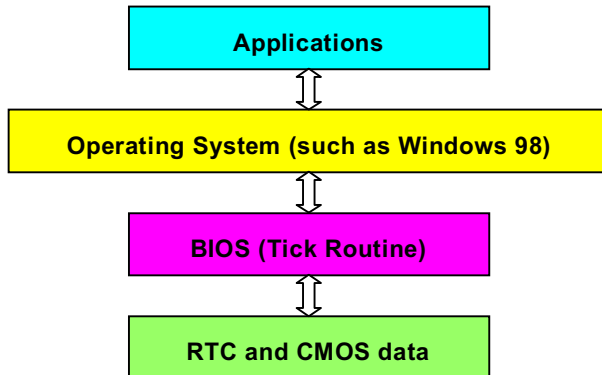 Applications
Operating System (such as Windows 98)
BIOS (Tick Routine)
RTC and CMOS data